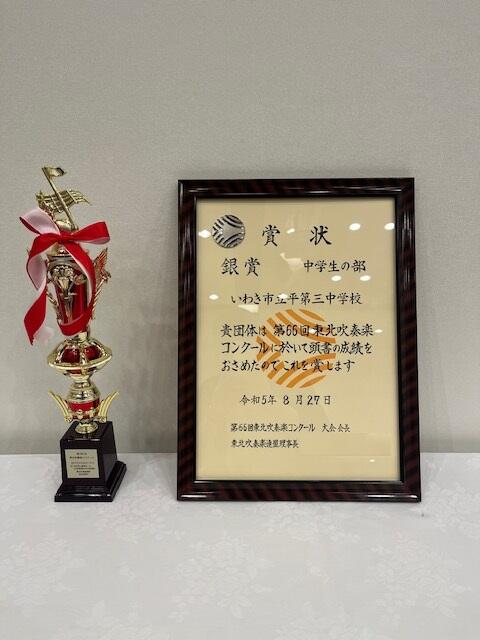 賞状
銀賞 中学生の部
いわき市立平第三中学校
貴団体は第66回東北吹奏楽
コンクールに於いて頭書の成績を
おさめたのでこれを賞します
令和5年8月27日
第66回東北吹奏楽コンクール 大会会長
東北吹奏楽連盟理事長